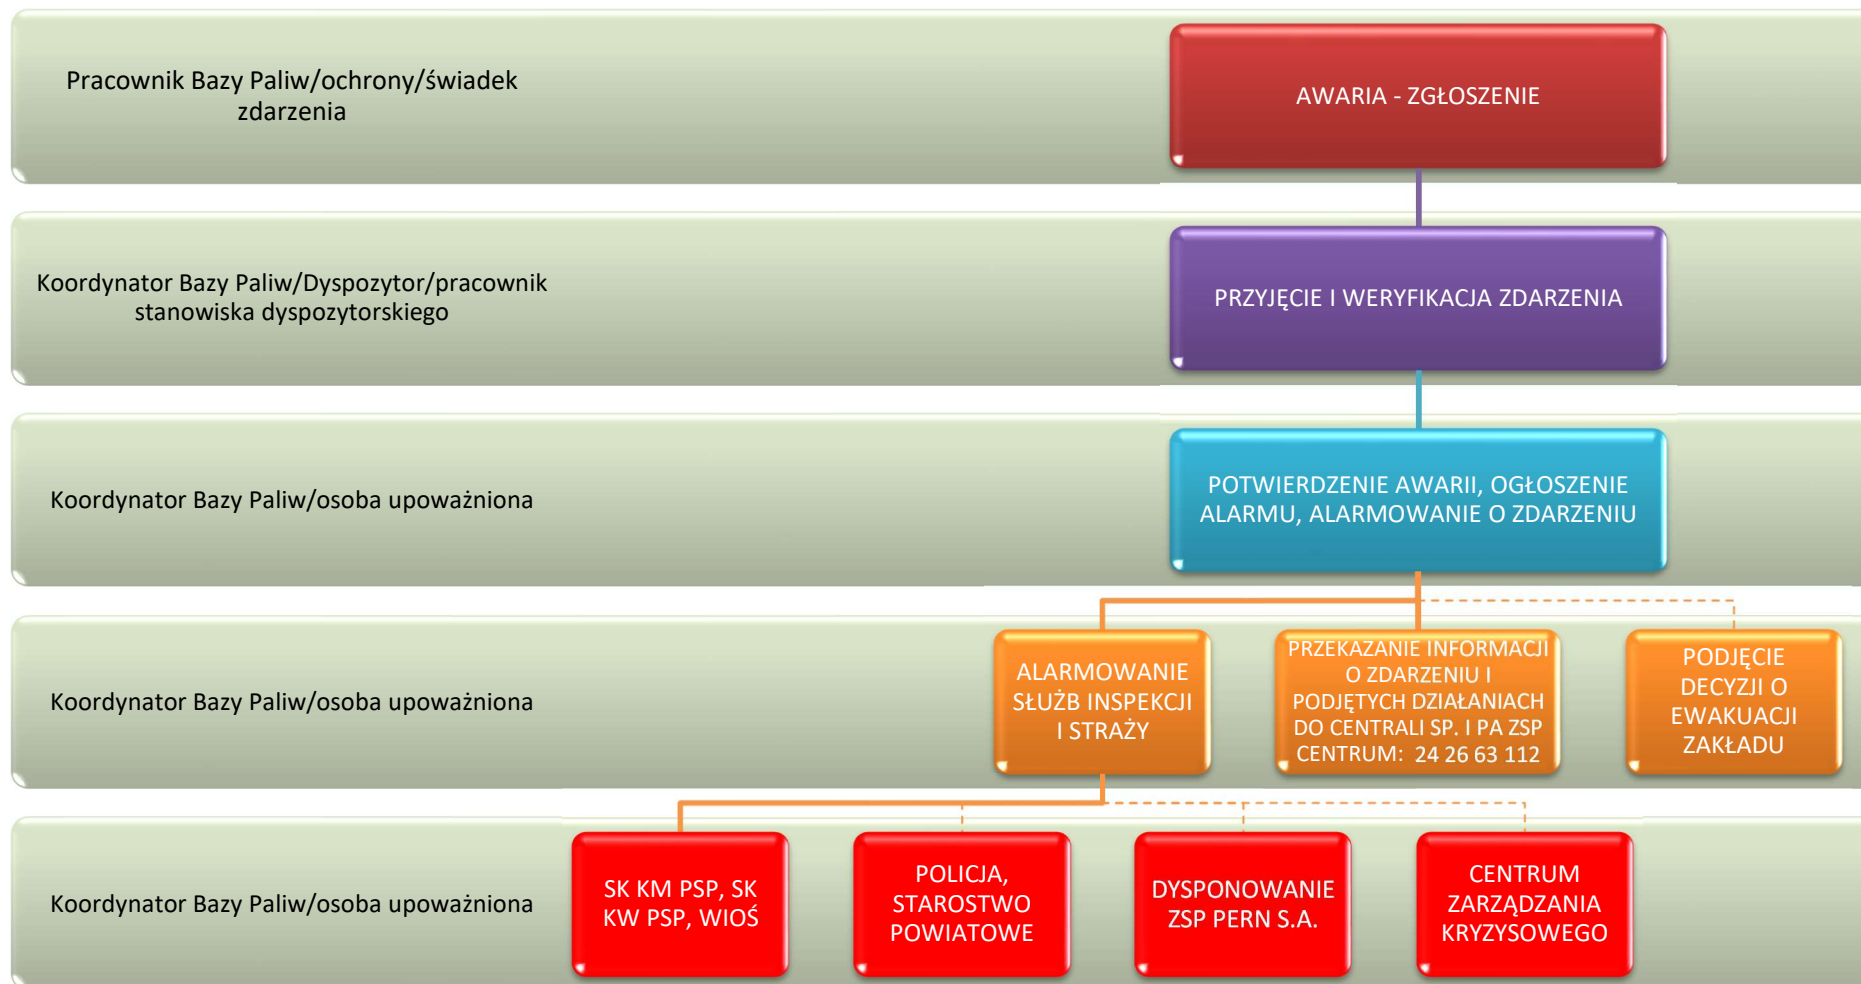 Pracownik Bazy Paliw/ochrony/świadek
zdarzenia
AWARIA - ZGŁOSZENIE
Koordynator Bazy Paliw/Dyspozytor/pracownik
stanowiska dyspozytorskiego
PRZYJĘCIE I WERYFIKACJA ZDARZENIA
Koordynator Bazy Paliw/osoba upoważniona
POTWIERDZENIE AWARII, OGŁOSZENIE
ALARMU, ALARMOWANIE O ZDARZENIU
Koordynator Bazy Paliw/osoba upoważniona
ALARMOWANIE
SŁUŻB INSPEKCJI
I STRAŻY
PRZEKAZANIE INFORMACJI
O ZDARZENIU I
PODJĘTYCH DZIAŁANIACH
DO CENTRALI SP. I PA ZSP
CENTRUM: 24 26 63 112
PODJĘCIE
DECYZJI O
EWAKUACJI
ZAKŁADU
Koordynator Bazy Paliw/osoba upoważniona
SK KM PSP, SK
KW PSP, WIOŚ
POLICJA,
STAROSTWO
POWIATOWE
DYSPONOWANIE
ZSP PERN S.A.
CENTRUM
ZARZĄDZANIA
KRYZYSOWEGO